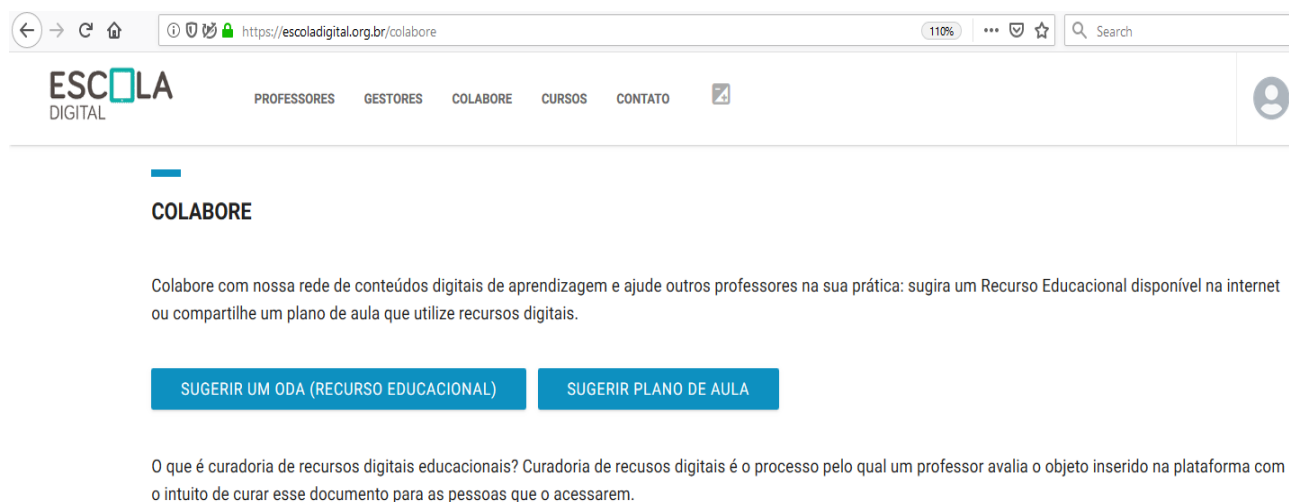 https://escoladigital.org.br/colabore 110% Search
ESCOLA
DIGITAL
PROFESSORES GESTORES COLABORE CURSOS CONTATO
COLABORE
Colabore com nossa rede de conteúdos digitais de aprendizagem e ajude outros professores na sua prática: sugira um Recurso Educacional disponível na internet
ou compartilhe um plano de aula que utilize recursos digitais.
SUGERIR UM ODA (RECURSO EDUCACIONAL) SUGERIR PLANO DE AULA
O que é curadoria de recursos digitais educacionais? Curadoria de recusos digitais é o processo pelo qual um professor avalia o objeto inserido na plataforma com
o intuito de curar esse documento para as pessoas que o acessarem.